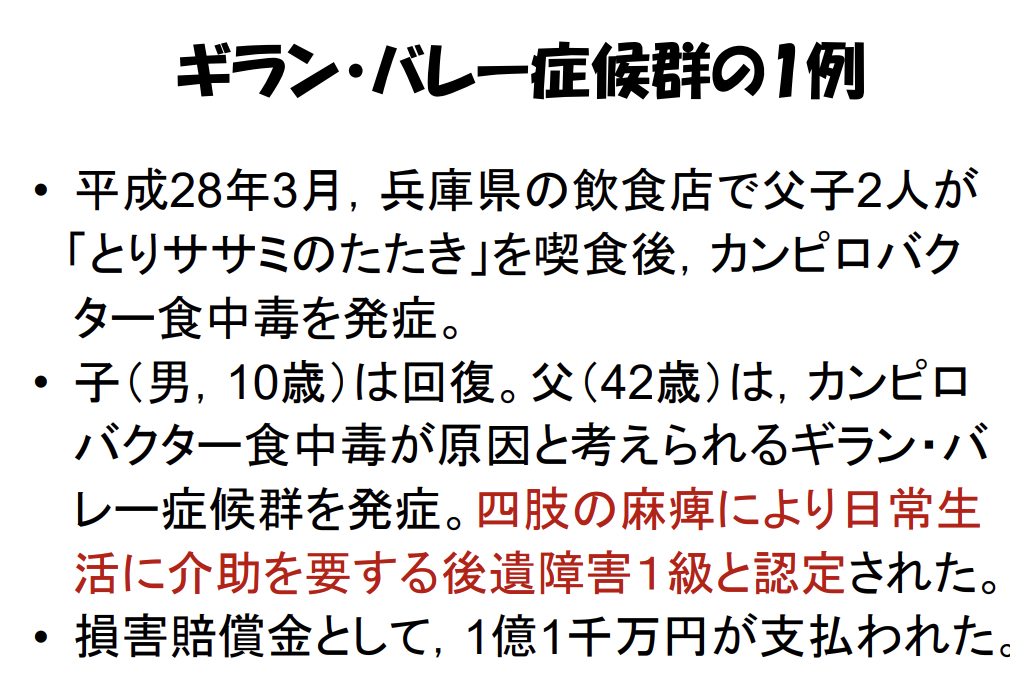 ギラン・バレー症候群の1例
• 平成28年3月，兵庫県の飲食店で父子2人が
「とりササミのたたき」を喫食後，カンピロバク
ター食中毒を発症。
• 子（男，10歳）は回復。父（42歳）は，カンピロ
バクター食中毒が原因と考えられるギラン・バ
レー症候群を発症。四肢の麻痺により日常生
活に介助を要する後遺障害１級と認定された。
• 損害賠償金として，1億1千万円が支払われた。